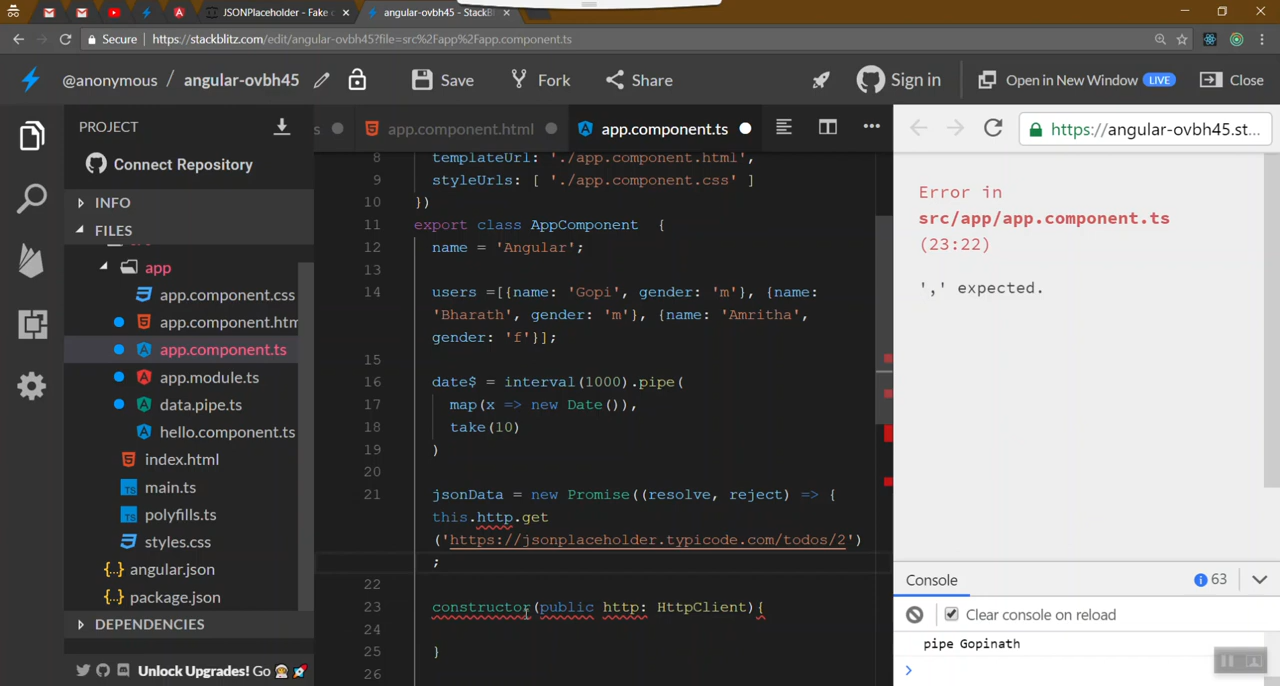 JSONPlaceholder - Fake
angular-ovbh45 - StackB
Secure | https://stackblitz.com/edit/angular-ovbh45?file=src%2Fapp%2Fapp.component.ts
@anonymous / angular-ovbh45 Save Fork Share Sign in Open in New Window LIVE Close
PROJECT
Connect Repository
INFO
FILES
app
app.component.css
app.component.htm
app.component.ts
app.module.ts
data.pipe.ts
hello.component.ts
index.html
main.ts
polyfills.ts
styles.css
angular.json
package.json
DEPENDENCIES
Unlock Upgrades! Go
s app.component.html app.component.ts
8 templateUrl: './app.component.html',
9 styleUrls: [ './app.component.css' ]
10 })
11 export class AppComponent {
12 name = 'Angular';
13
14 users =[{name: 'Gopi', gender: 'm'}, {name:
'Bharath', gender: 'm'}, {name: 'Amritha',
gender: 'f'}];
15
16 date$ = interval(1000).pipe(
17 map(x => new Date()),
18 take(10)
19 )
20
21 jsonData = new Promise((resolve, reject) => {
this.http.get
('https://jsonplaceholder.typicode.com/todos/2')
;
22
23 constructor(public http: HttpClient){
24
25 }
26
https://angular-ovbh45.st...
Error in
src/app/app.component.ts
(23:22)
',' expected.
Console 63
Clear console on reload
pipe Gopinath